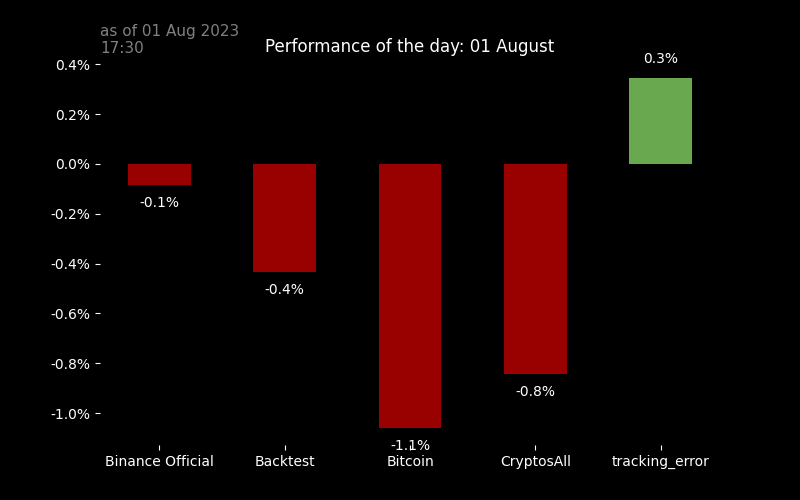 as of 01 Aug 2023
17:30
Performance of the day: 01 August
0.4%
0.2%
0.0%
-0.2%
-0.4%
-0.6%
-0.8%
-1.0%
-0.1%
-0.4%
-1.1%
-0.8%
0.3%
Binance Official
Backtest
Bitcoin
CryptosAll
tracking_error